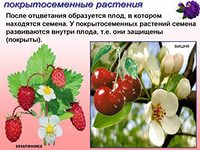 покрытосеменные растения
После отцветания образуется плод, в котором
находятся семена. У покрытосеменных растений семена
развиваются внутри плода, т.е. они защищены
(покрыты).
ВИШНЯ
ЗЕМЛЯНИКА